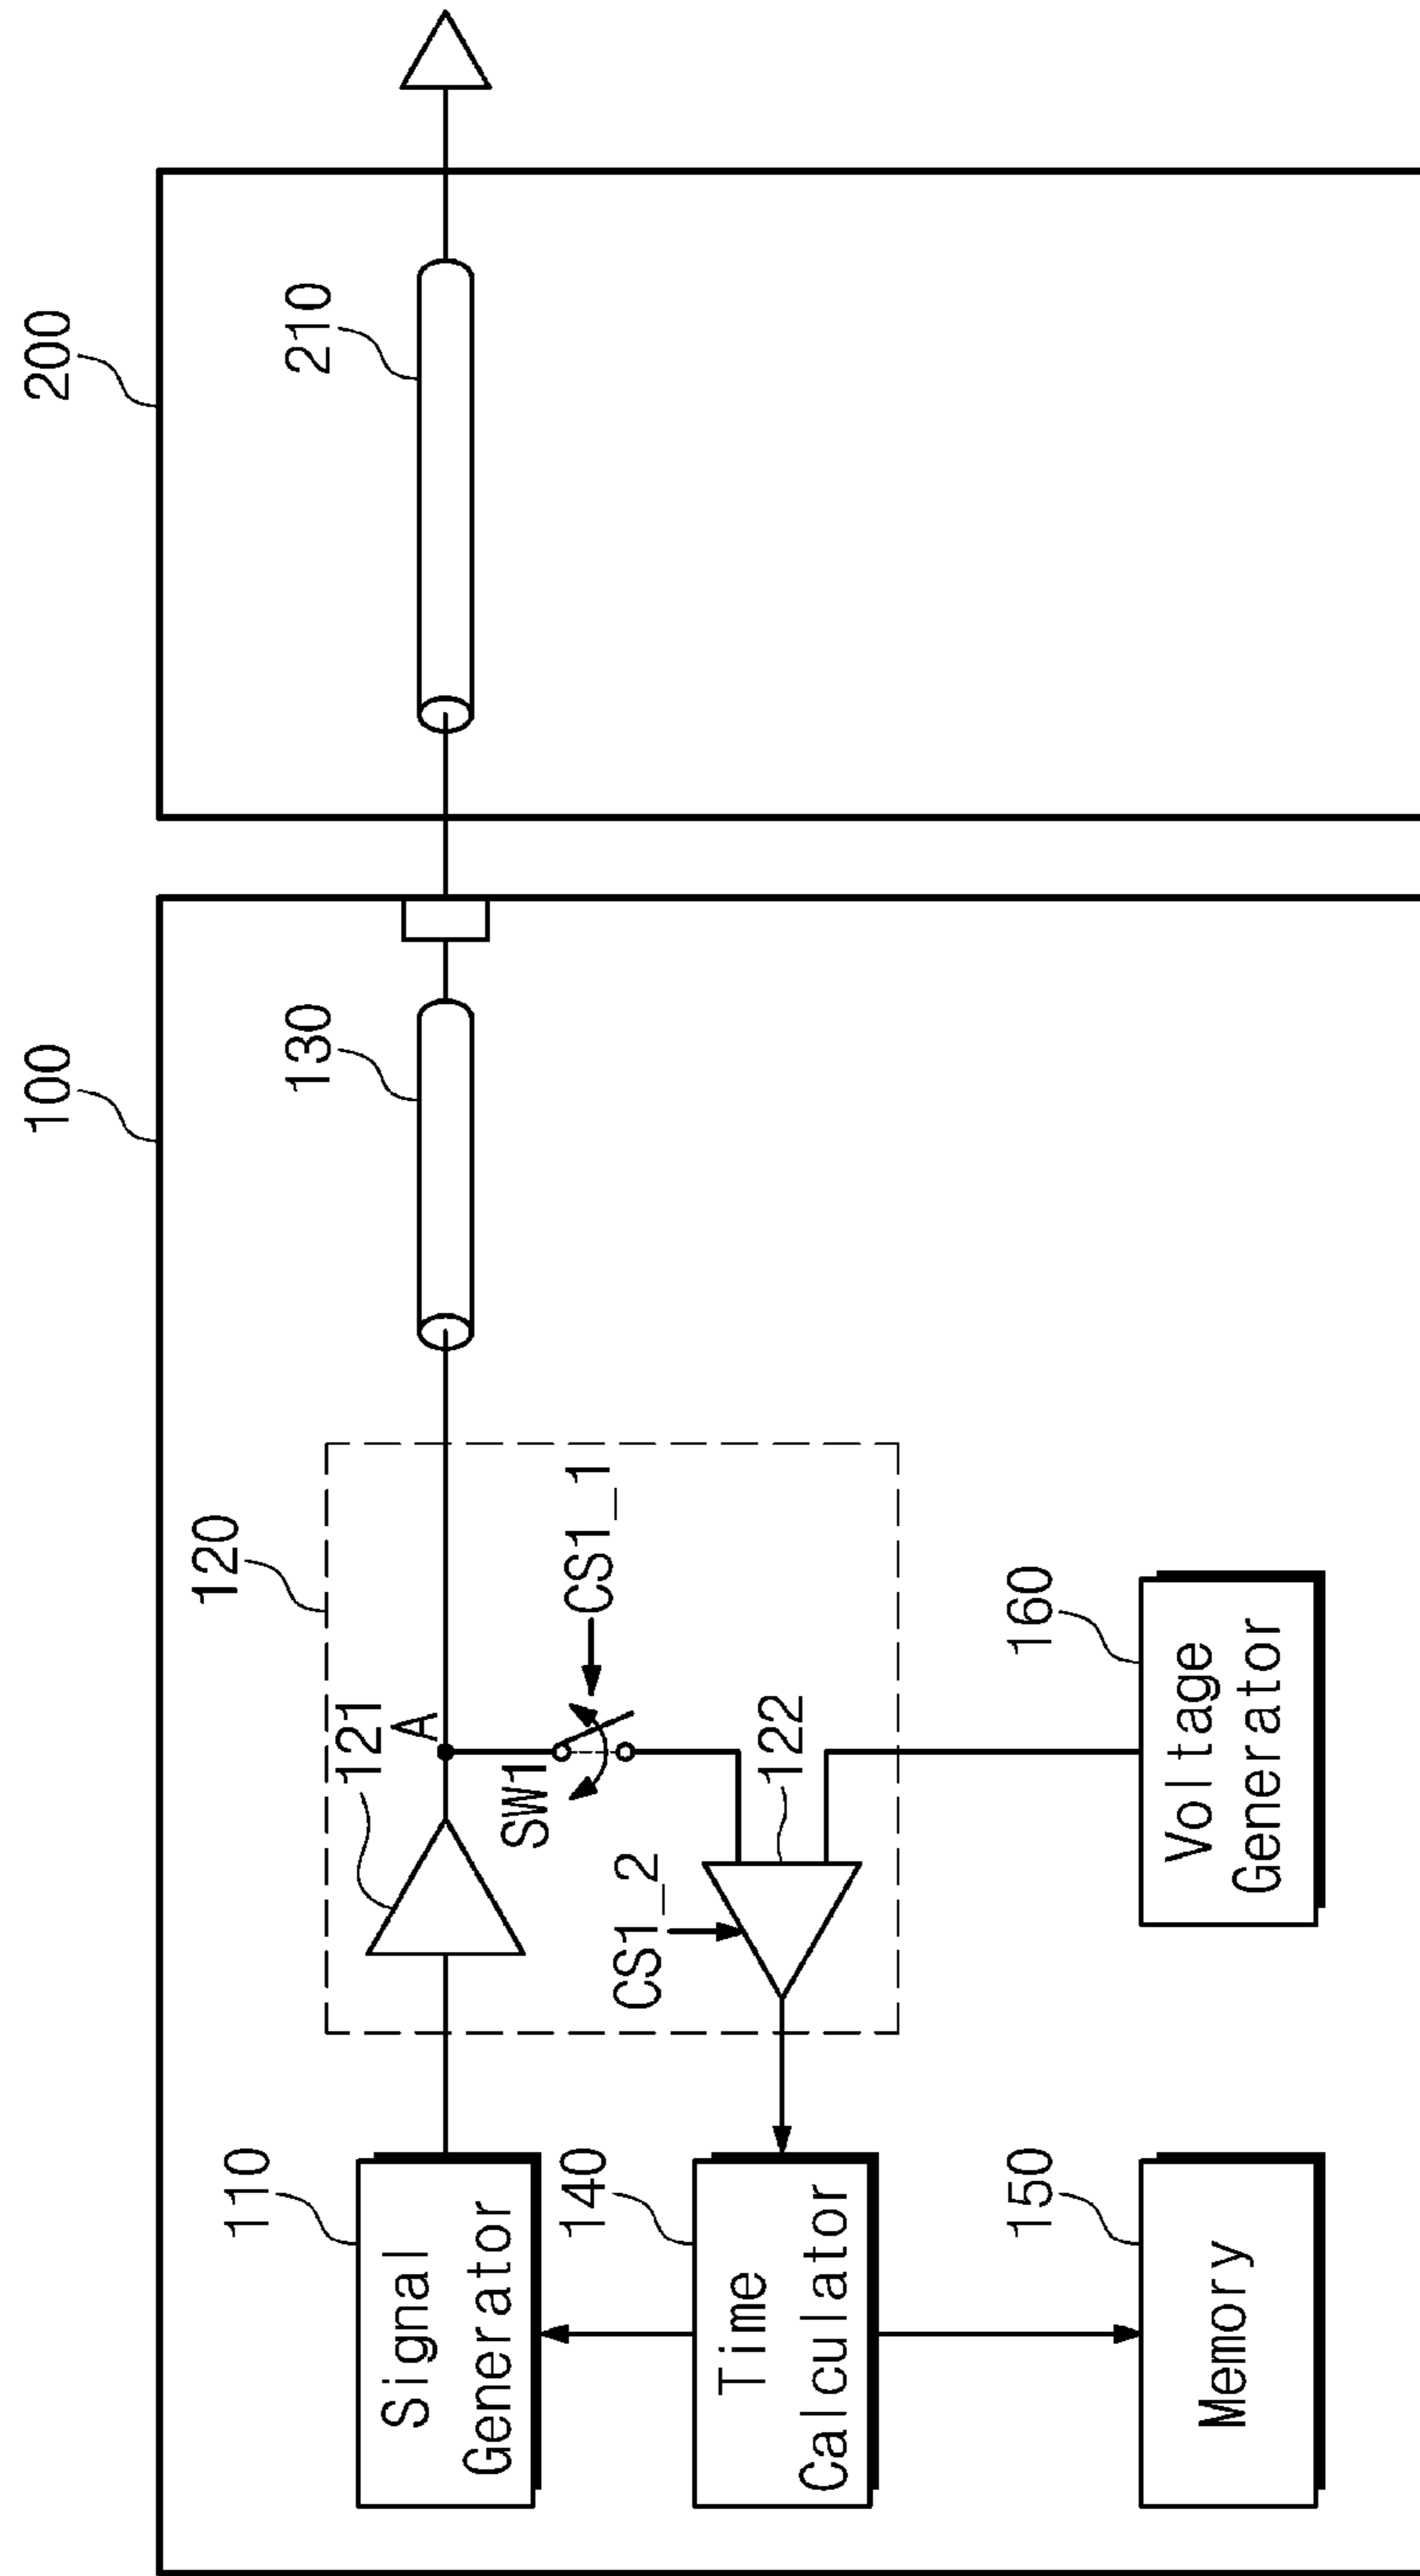 100
200
110
Signal
Generator
120
121
A
SW1
CS1_1
CS1_2
122
130
210
140
Time
Calculator
150
Memory
160
Voltage
Generator